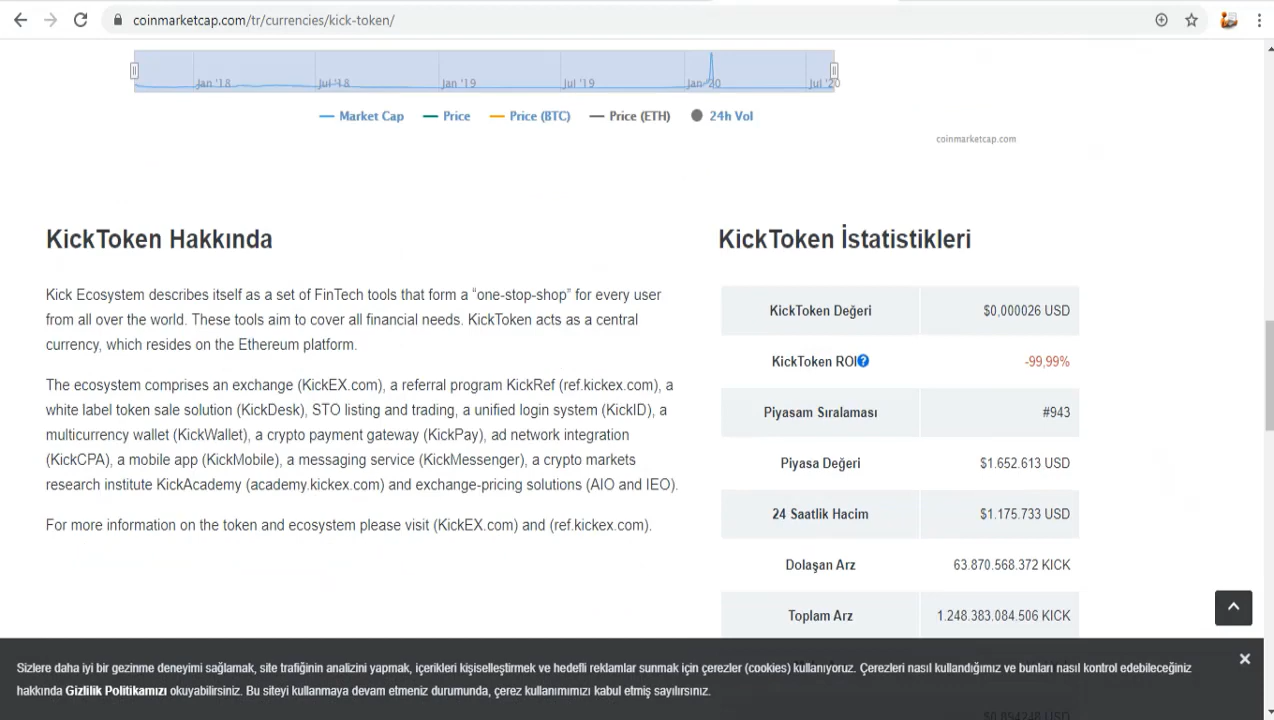 coinmarketcap.com/tr/currencies/kick-token/
Jan '18 Jul '18 Jan '19 Jul '19 Jan '20 Jul '20
Market Cap Price Price (BTC) Price (ETH) 24h Vol
coinmarketcap.com
KickToken Hakkında
Kick Ecosystem describes itself as a set of FinTech tools that form a “one-stop-shop” for every user
from all over the world. These tools aim to cover all financial needs. KickToken acts as a central
currency, which resides on the Ethereum platform.
The ecosystem comprises an exchange (KickEX.com), a referral program KickRef (ref.kickex.com), a
white label token sale solution (KickDesk), STO listing and trading, a unified login system (KickID), a
multicurrency wallet (KickWallet), a crypto payment gateway (KickPay), ad network integration
(KickCPA), a mobile app (KickMobile), a messaging service (KickMessenger), a crypto markets
research institute KickAcademy (academy.kickex.com) and exchange-pricing solutions (AIO and IEO).
For more information on the token and ecosystem please visit (KickEX.com) and (ref.kickex.com).
KickToken İstatistikleri
KickToken Değeri $0,000026 USD
KickToken ROI -99,99%
Piyasam Sıralaması #943
Piyasa Değeri $1.652.613 USD
24 Saatlik Hacim $1.175.733 USD
Dolaşan Arz 63.870.568.372 KICK
Toplam Arz 1.248.383.084.506 KICK
Sizlere daha iyi bir gezinme deneyimi sağlamak, site trafiğinin analizini yapmak, içerikleri kişiselleştirmek ve hedefli reklamlar sunmak için çerezler (cookies) kullanıyoruz. Çerezleri nasıl kullandığımız ve bunları nasıl kontrol edebileceğiniz
hakkında Gizlilik Politikamızı okuyabilirsiniz. Bu siteyi kullanmaya devam etmeniz durumunda, çerez kullanımımızı kabul etmiş sayılırsınız.
$0,894248 USD